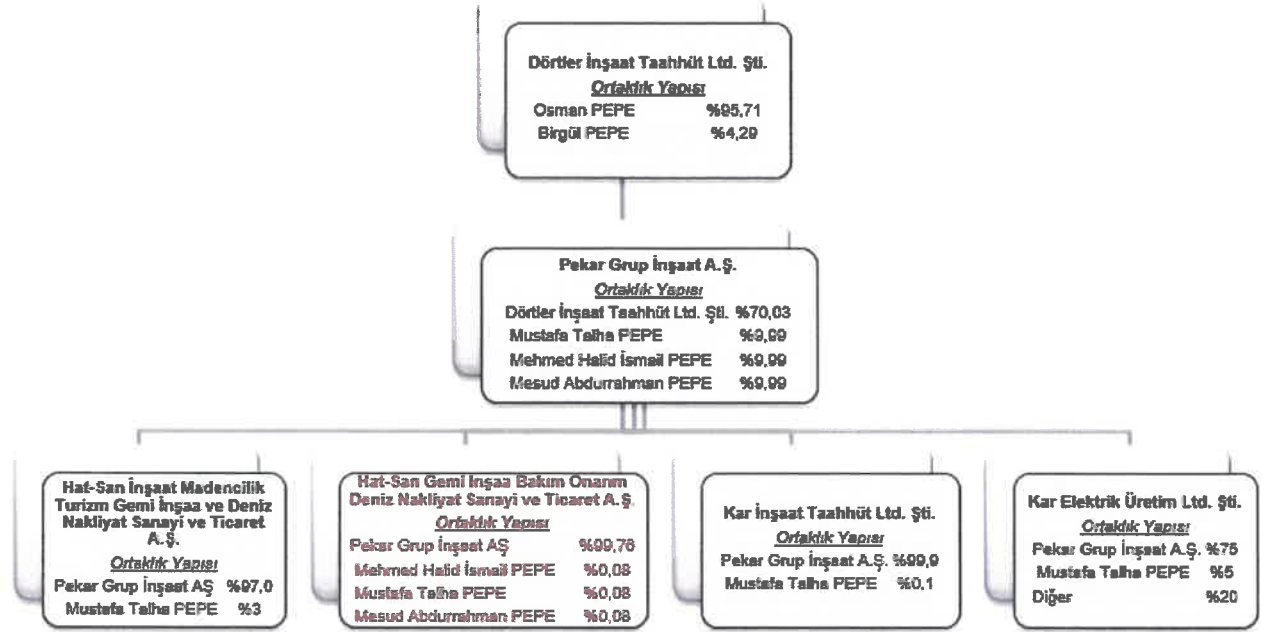 Dörtler İnşaat Taahhüt Ltd. Şti.
Ortaklık Yapısı
Osman PEPE %95,71
Birgül PEPE %4,29
Pekar Grup İnşaat A.Ş.
Ortaklık Yapısı
Dörtler İnşaat Taahhüt Ltd. Şti. %70,03
Mustafa Talha PEPE %9,99
Mehmed Halid İsmail PEPE %9,99
Mesud Abdurrahman PEPE %9,99
Hat-San İnşaat Madencilik
Turizm Gemi İnşaa ve Deniz
Nakliyat Sanayi ve Ticaret
A.Ş.
Ortaklık Yapısı
Pekar Grup İnşaat AŞ %97,0
Mustafa Talha PEPE %3
Hat-San Gemi İnşaa Bakım Onarım
Deniz Nakliyat Sanayi ve Ticaret A.Ş.
Ortaklık Yapısı
Pekar Grup İnşaat AŞ %99,76
Mehmed Halid İsmail PEPE %0,08
Mustafa Talha PEPE %0,08
Mesud Abdurrahman PEPE %0,08
Kar İnşaat Taahhüt Ltd. Şti.
Ortaklık Yapısı
Pekar Grup İnşaat A.Ş. %99,9
Mustafa Talha PEPE %0,1
Kar Elektrik Üretim Ltd. Şti.
Ortaklık Yapısı
Pekar Grup İnşaat A.Ş. %75
Mustafa Talha PEPE %5
Diğer %20